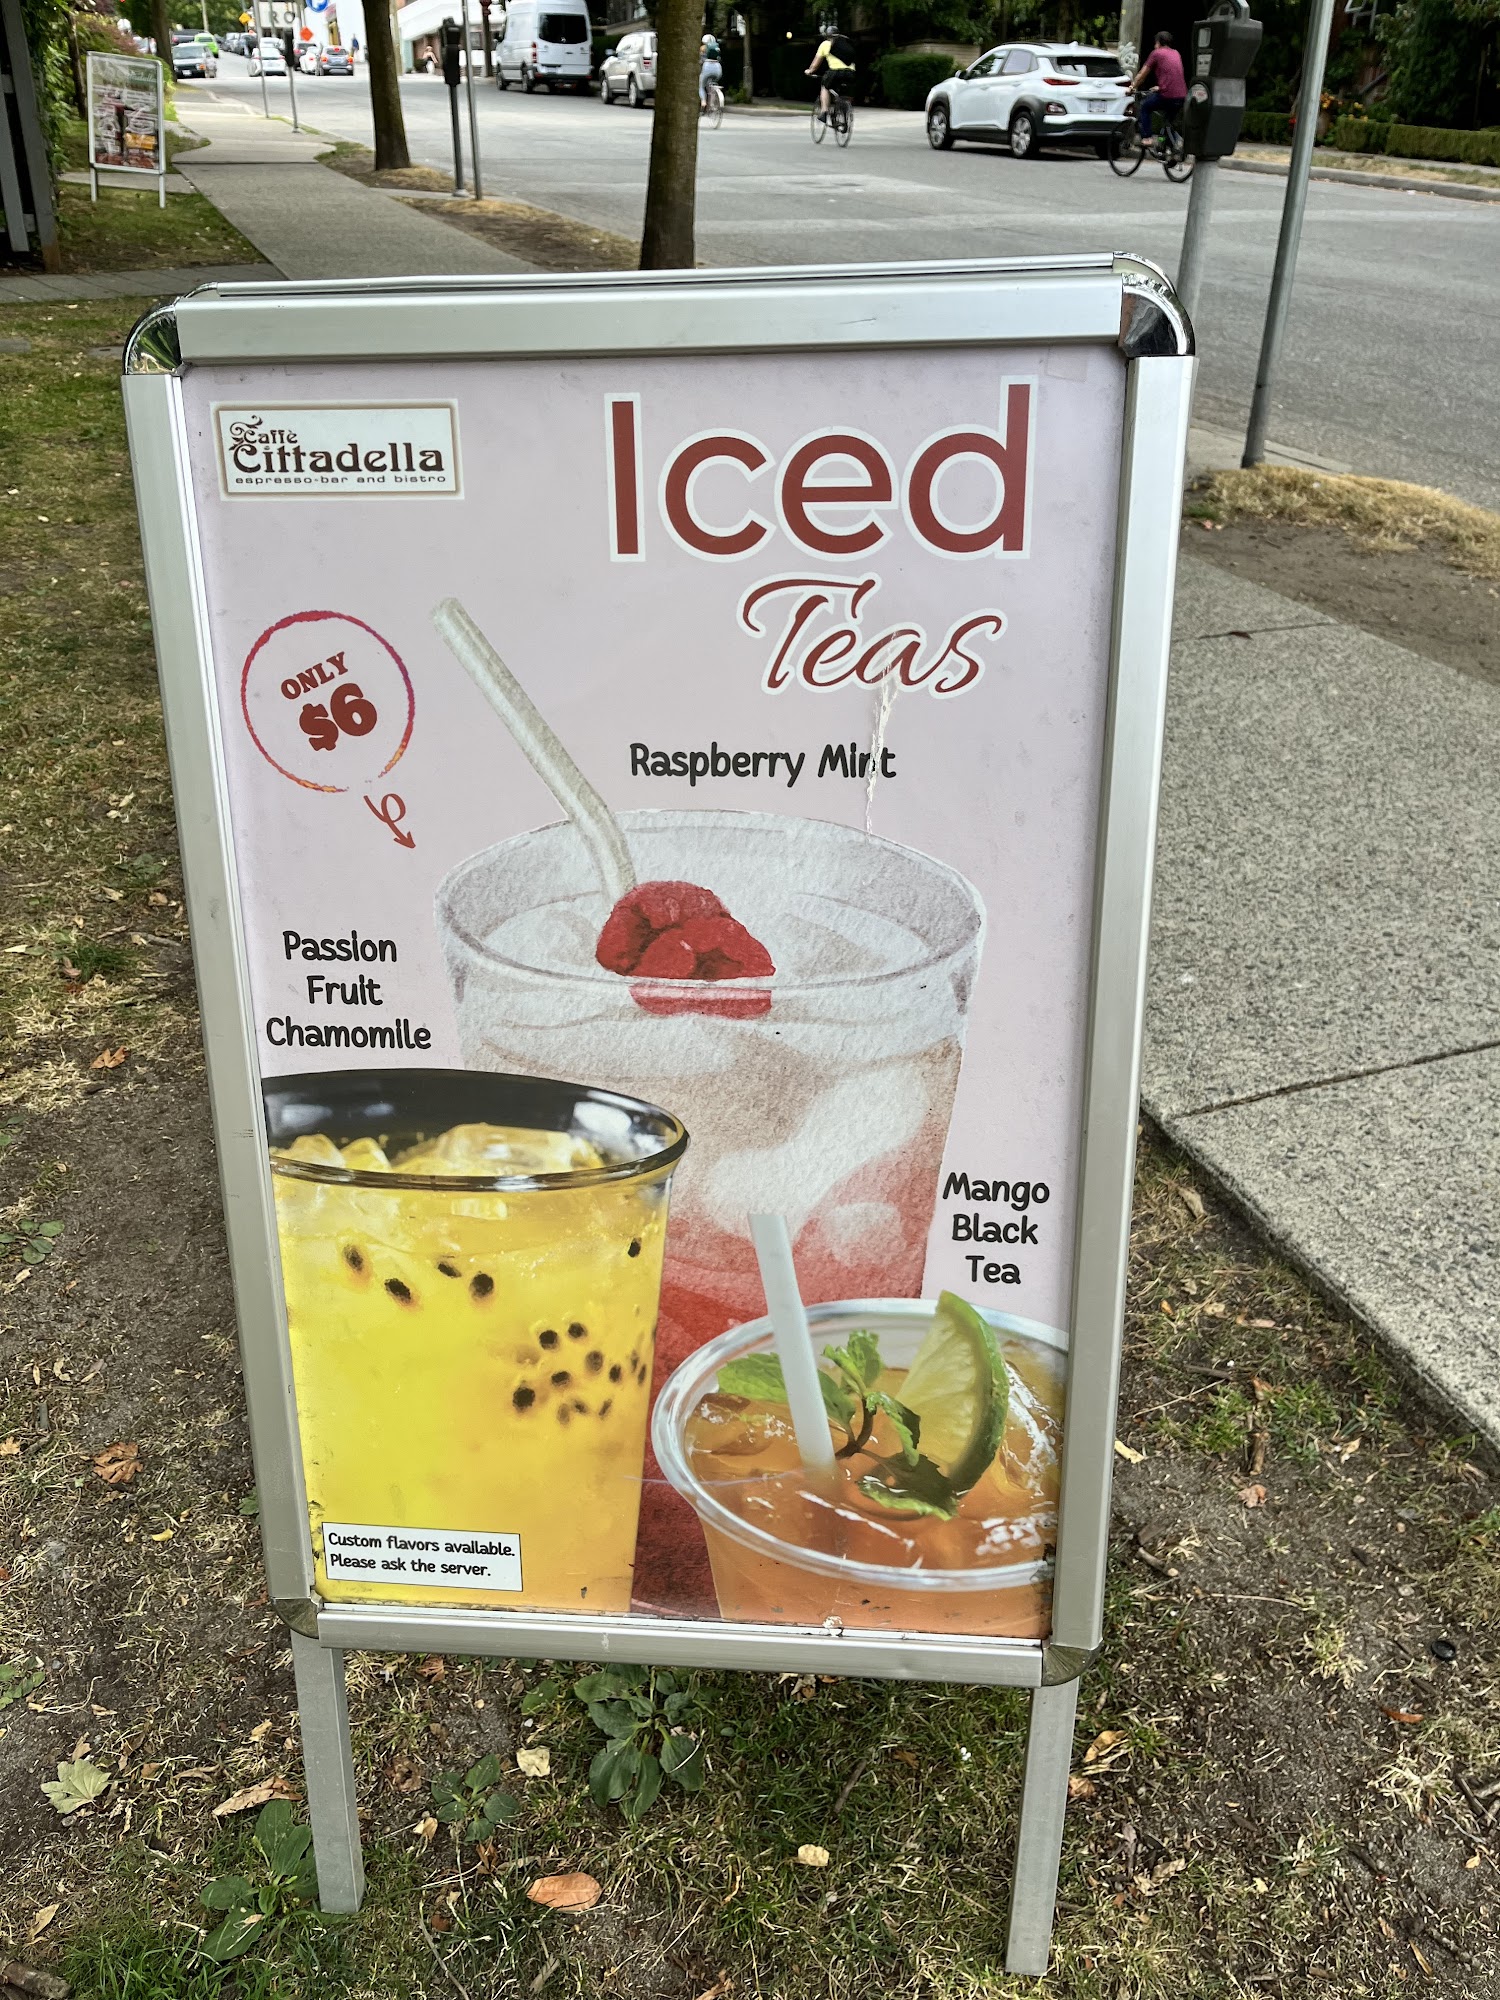 Caffè
Cittadella
espresso-bar and bistro
Iced
Teas
ONLY
$6
Raspberry Mint
Passion
Fruit
Chamomile
Mango
Black
Tea
Custom flavors available.
Please ask the server.